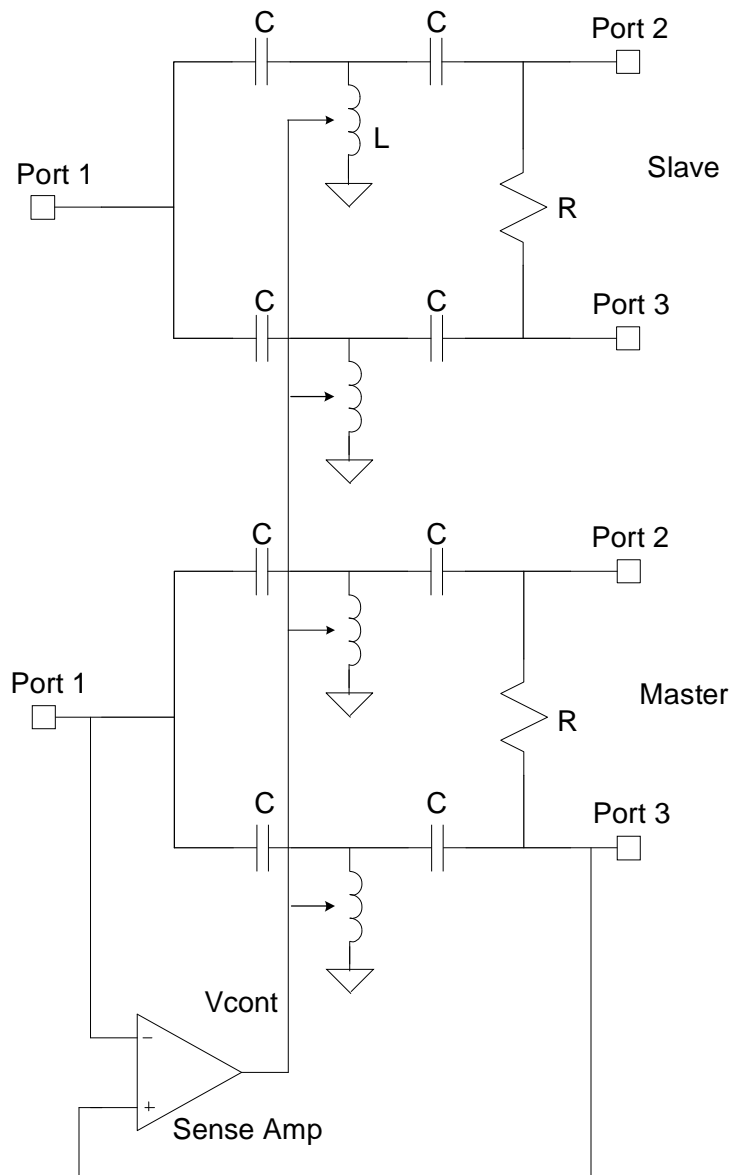 C
C
Port 2
L
Slave
Port 1
R
C
C
Port 3
C
C
Port 2
Port 1
Master
R
C
C
Port 3
Vcont
−
+
Sense Amp